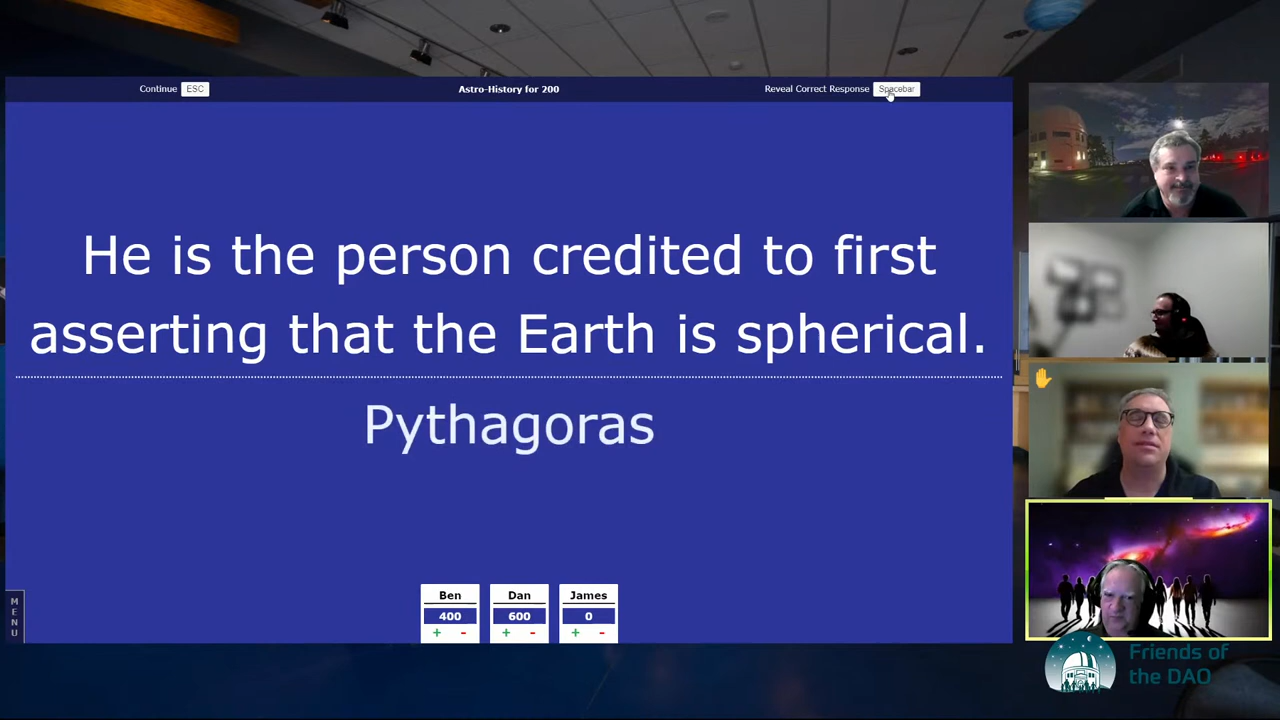 Continue ESC
Astro-History for 200
Reveal Correct Response Spacebar
He is the person credited to first
asserting that the Earth is spherical.
Pythagoras
MENU
Ben
400
+ -
Dan
600
+ -
James
0
+ -
Friends of
the DAO